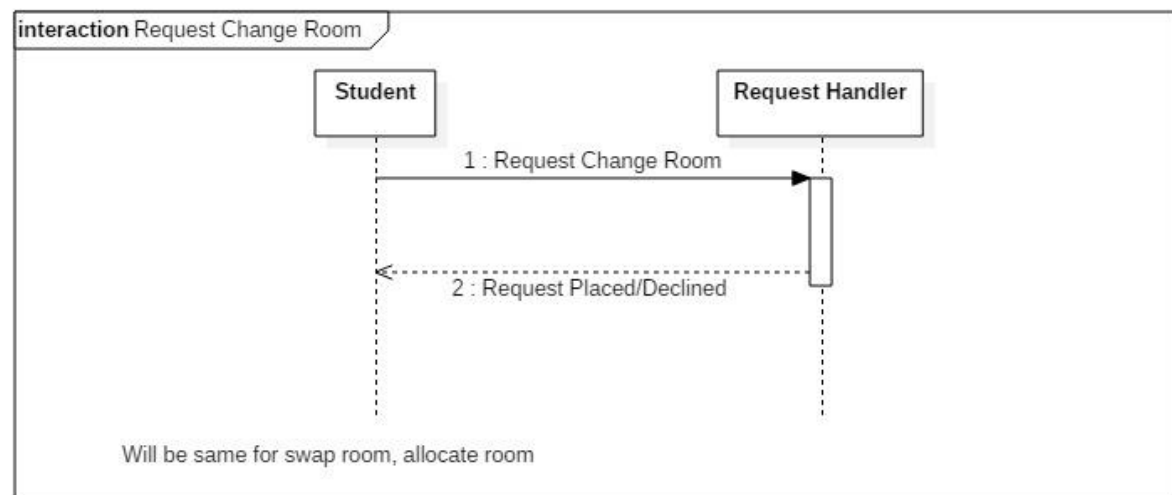 interaction Request Change Room
Student
Request Handler
1 : Request Change Room
2 : Request Placed/Declined
Will be same for swap room, allocate room